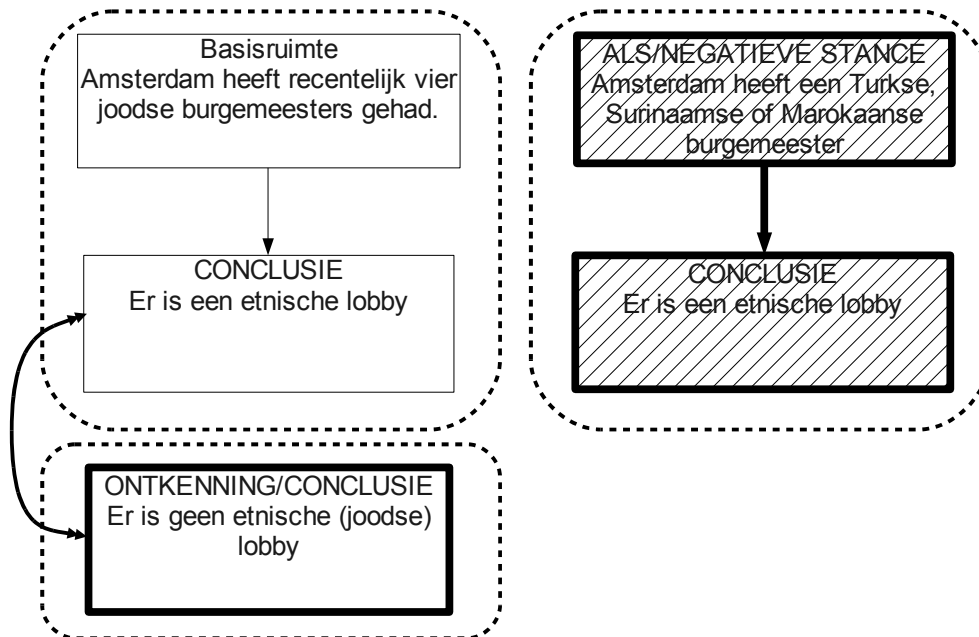 Basisruimte
Amsterdam heeft recentelijk vier
joodse burgemeesters gehad.
CONCLUSIE
Er is een etnische lobby
ONTKENNING/CONCLUSIE
Er is geen etnische (joodse)
lobby
ALS/NEGATIEVE STANCE
Amsterdam heeft een Turkse,
Surinaamse of Marokaanse
burgemeester
CONCLUSIE
Er is een etnische lobby